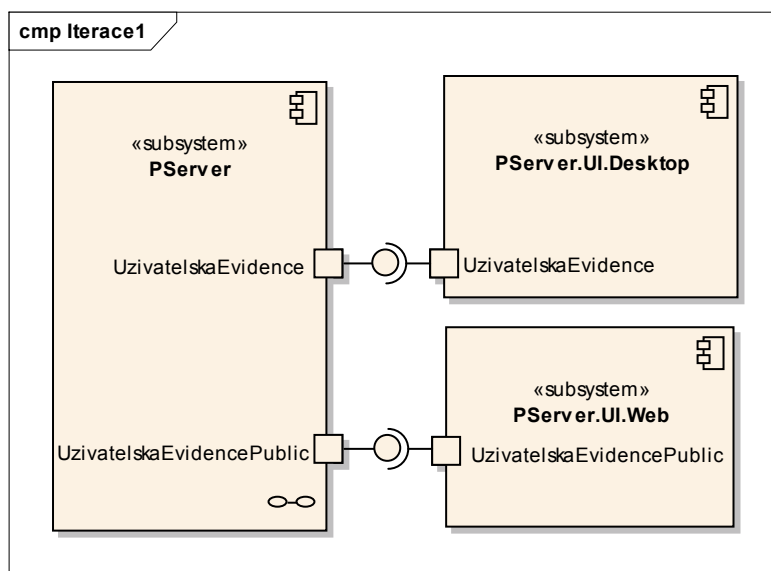 cmp Iterace1
«subsystem»
PServer
UzivatelskaEvidence
UzivatelskaEvidencePublic
«subsystem»
PServer.UI.Desktop
UzivatelskaEvidence
«subsystem»
PServer.UI.Web
UzivatelskaEvidencePublic